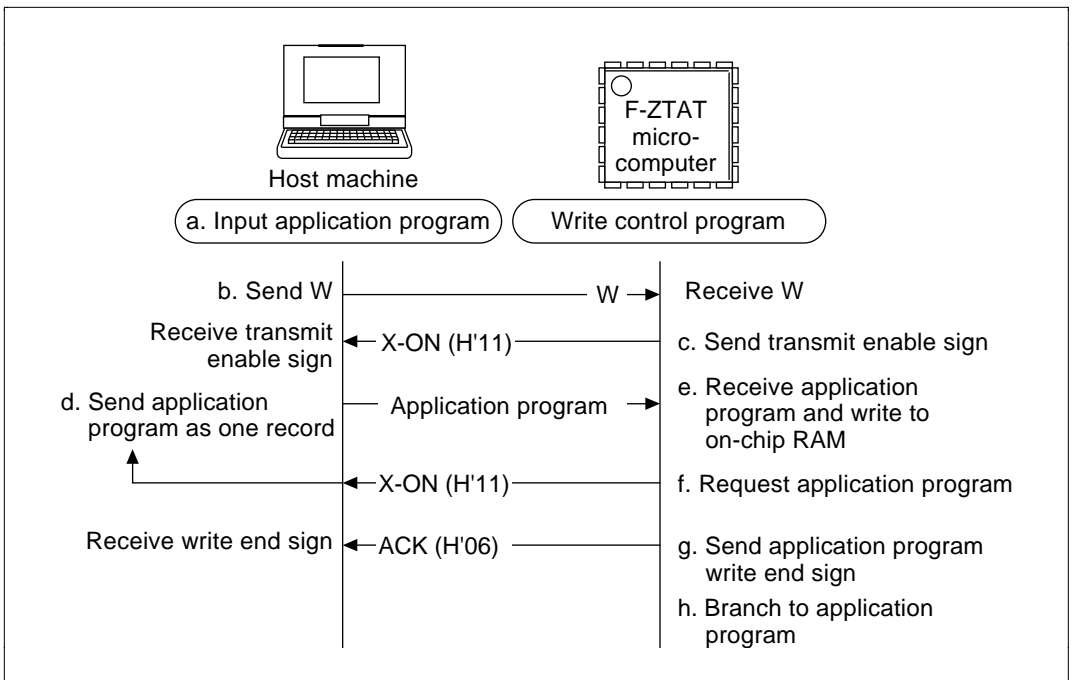 F-ZTAT
micro-
computer
Host machine
a. Input application program
Write control program
b. Send W
W
Receive W
Receive transmit
enable sign
X-ON (H'11)
c. Send transmit enable sign
d. Send application
program as one record
Application program
e. Receive application
program and write to
on-chip RAM
X-ON (H'11)
f. Request application program
Receive write end sign
ACK (H'06)
g. Send application program
write end sign
h. Branch to application
program